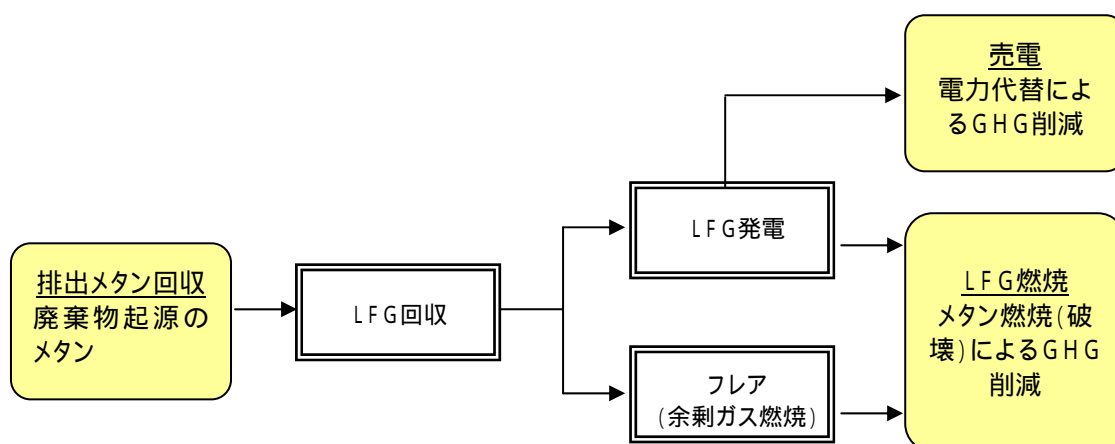 排出メタン回収
廃棄物起源の
メタン
LFG回収
LFG発電
フレア
(余剰ガス燃焼)
売電
電力代替によ
るGHG削減
LFG燃焼
メタン燃焼(破
壊)によるGHG
削減